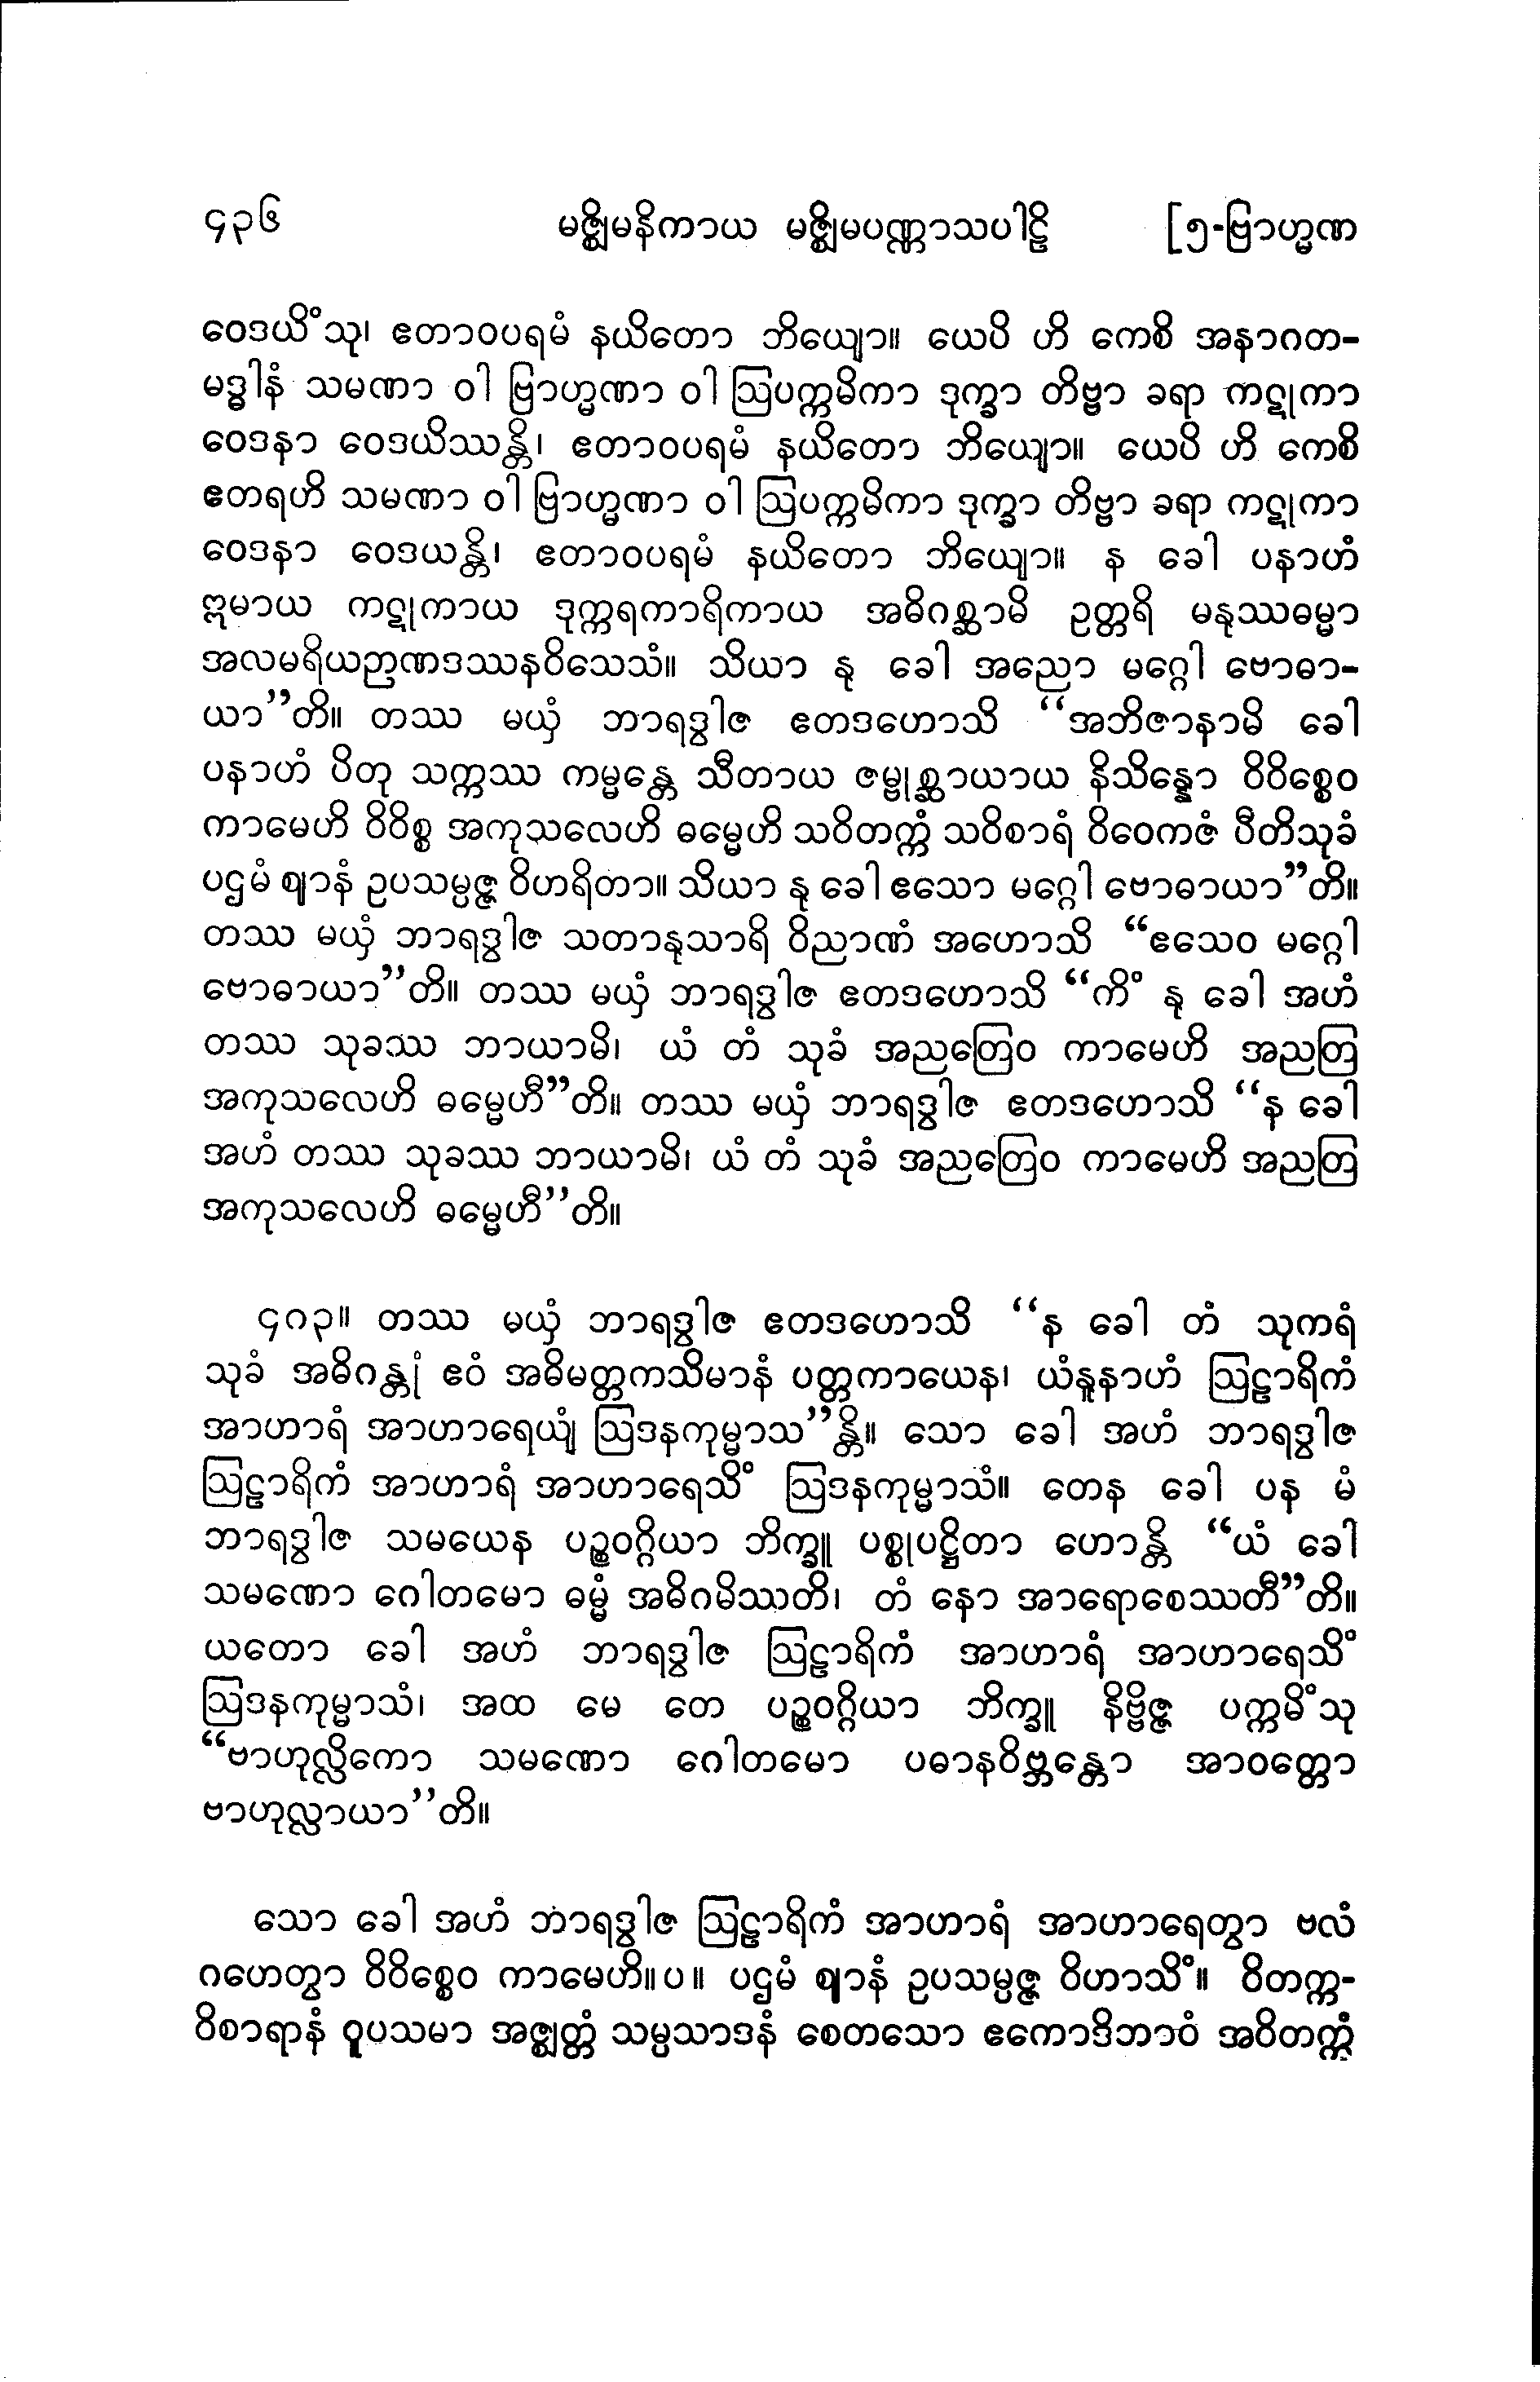 ၄၃၆ မဇ္ဈိမနိကာယ မဇ္ဈိမပဏ္ဏာသပါဠိ [၅-ဗြာဟ္မဏ
ဝေဒယိံသု၊ ဧတာဝပရမံ နယိတော ဘိယျော။ ယေပိ ဟိ ကေစိ အနာဂတ-
မဒ္ဓါနံ သမဏာ ဝါ ဗြာဟ္မဏာ ဝါ ဩပက္ကမိကာ ဒုက္ခာ တိဗ္ဗာ ခရာ ကဋုကာ
ဝေဒနာ ဝေဒယိဿန္တိ၊ ဧတာဝပရမံ နယိတော ဘိယျော။ ယေပိ ဟိ ကေစိ
ဧတရဟိ သမဏာ ဝါ ဗြာဟ္မဏာ ဝါ ဩပက္ကမိကာ ဒုက္ခာ တိဗ္ဗာ ခရာ ကဋုကာ
ဝေဒနာ ဝေဒယန္တိ၊ ဧတာဝပရမံ နယိတော ဘိယျော။ န ခေါ ပနာဟံ
ဣမာယ ကဋုကာယ ဒုက္ကရကာရိကာယ အဓိဂစ္ဆာမိ ဥတ္တရိ မနုဿဓမ္မာ
အလမရိယဉာဏဒဿနဝိသေသံ။ သိယာ နု ခေါ အညော မဂ္ဂေါ ဗောဓာ-
ယာ”တိ။ တဿ မယှံ ဘာရဒွါဇ ဧတဒဟောသိ “အဘိဇာနာမိ ခေါ
ပနာဟံ ပိတု သက္ကဿ ကမ္မန္တေ သီတာယ ဇမ္ဗုစ္ဆာယာယ နိသိန္နော ဝိဝိစ္စေဝ
ကာမေဟိ ဝိဝိစ္စ အကုသလေဟိ ဓမ္မေဟိ သဝိတက္ကံ သဝိစာရံ ဝိဝေကဇံ ပီတိသုခံ
ပဌမံ ဈာနံ ဥပသမ္ပဇ္ဇ ဝိဟရိတာ။ သိယာ နု ခေါ ဧသော မဂ္ဂေါ ဗောဓာယာ”တိ။
တဿ မယှံ ဘာရဒွါဇ သတာနုသာရိ ဝိညာဏံ အဟောသိ “ဧသေဝ မဂ္ဂေါ
ဗောဓာယာ”တိ။ တဿ မယှံ ဘာရဒွါဇ ဧတဒဟောသိ “ကိံ နု ခေါ အဟံ
တဿ သုခဿ ဘာယာမိ၊ ယံ တံ သုခံ အညတြေဝ ကာမေဟိ အညတြ
အကုသလေဟိ ဓမ္မေဟီ”တိ။ တဿ မယှံ ဘာရဒွါဇ ဧတဒဟောသိ “န ခေါ
အဟံ တဿ သုခဿ ဘာယာမိ၊ ယံ တံ သုခံ အညတြေဝ ကာမေဟိ အညတြ
အကုသလေဟိ ဓမ္မေဟီ”တိ။
၄၈၃။ တဿ မယှံ ဘာရဒွါဇ ဧတဒဟောသိ “န ခေါ တံ သုကရံ
သုခံ အဓိဂန္တုံ ဧဝံ အဓိမတ္တကသိမာနံ ပတ္တကာယေန၊ ယံနူနာဟံ ဩဠာရိကံ
အာဟာရံ အာဟာရေယျံ ဩဒနကုမ္မာသ”န္တိ။ သော ခေါ အဟံ ဘာရဒွါဇ
ဩဠာရိကံ အာဟာရံ အာဟာရေသိံ ဩဒနကုမ္မာသံ။ တေန ခေါ ပန မံ
ဘာရဒွါဇ သမယေန ပဉ္စဝဂ္ဂိယာ ဘိက္ခူ ပစ္စုပဋ္ဌိတာ ဟောန္တိ “ယံ ခေါ
သမဏော ဂေါတမော ဓမ္မံ အဓိဂမိဿတိ၊ တံ နော အာရောစေဿတီ”တိ။
ယတော ခေါ အဟံ ဘာရဒွါဇ ဩဠာရိကံ အာဟာရံ အာဟာရေသိံ
ဩဒနကုမ္မာသံ၊ အထ မေ တေ ပဉ္စဝဂ္ဂိယာ ဘိက္ခူ နိဗ္ဗိဇ္ဇ ပက္ကမိံသု
“ဗာဟုလ္လိကော သမဏော ဂေါတမော ပဓာနဝိဗ္ဘန္တော အာဝတ္တော
ဗာဟုလ္လာယာ”တိ။
သော ခေါ အဟံ ဘာရဒွါဇ ဩဠာရိကံ အာဟာရံ အာဟာရေတွာ ဗလံ
ဂဟေတွာ ဝိဝိစ္စေဝ ကာမေဟိ။ပ။ ပဌမံ ဈာနံ ဥပသမ္ပဇ္ဇ ဝိဟာသိံ။ ဝိတက္က-
ဝိစာရာနံ ဝူပသမာ အဇ္ဈတ္တံ သမ္ပသာဒနံ စေတသော ဧကောဒိဘာဝံ အဝိတက္ကံ